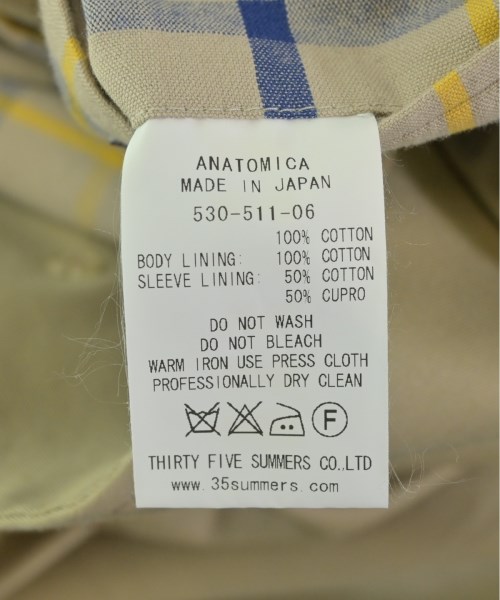 ANATOMICA
MADE IN JAPAN
530-511-06
100% COTTON
BODY LINING: 100% COTTON
SLEEVE LINING: 50% COTTON
50% CUPRO
DO NOT WASH
DO NOT BLEACH
WARM IRON USE PRESS CLOTH
PROFESSIONALLY DRY CLEAN
F
THIRTY FIVE SUMMERS CO.,LTD
www.35summers.com